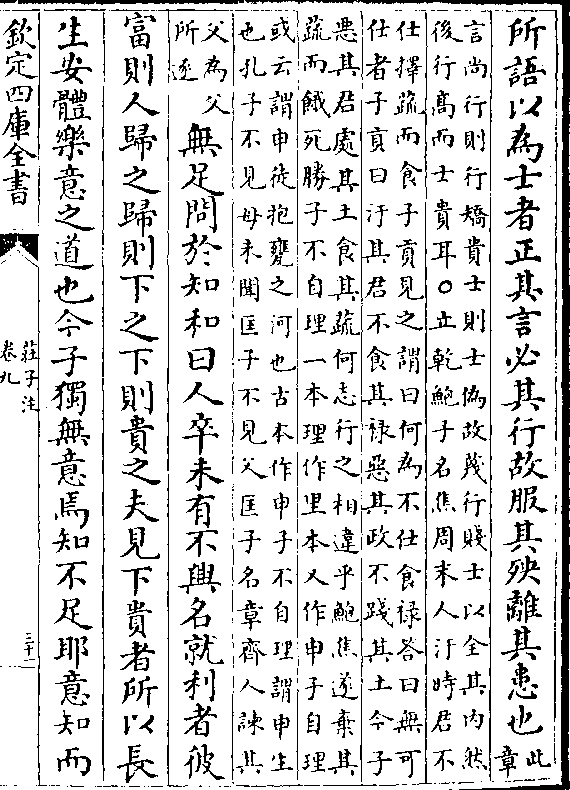 所語以為士者正其言必其行故服其殃離其患也此章
言尚行則行矯貴士則士偽故蔑行賤士以全其内然
後行高而士貴耳○立乾鮑子名焦周末人汙時君不
仕擇蔬而食子貢見之謂曰何為不仕食禄答曰無可
仕者子貢曰汙其君不食其禄惡其政不踐其土今子
惡其君處其土食其蔬何志行之相違乎鮑焦遂棄其
蔬而餓死勝子不自理一本理作里本又作申子自理
或云謂申徒抱甕之河也古本作申子不自理謂申生
也孔子不見母未聞匡子不見父匡子名章齊人諫其
父為父所逐
無足問於知和曰人卒未有不興名就利者彼
富則人歸之歸則下之下則貴之夫見下貴者所以長
生安體樂意之道也今子獨無意焉知不足耶意知而
欽定四庫全書
莊子注
卷九
三十二